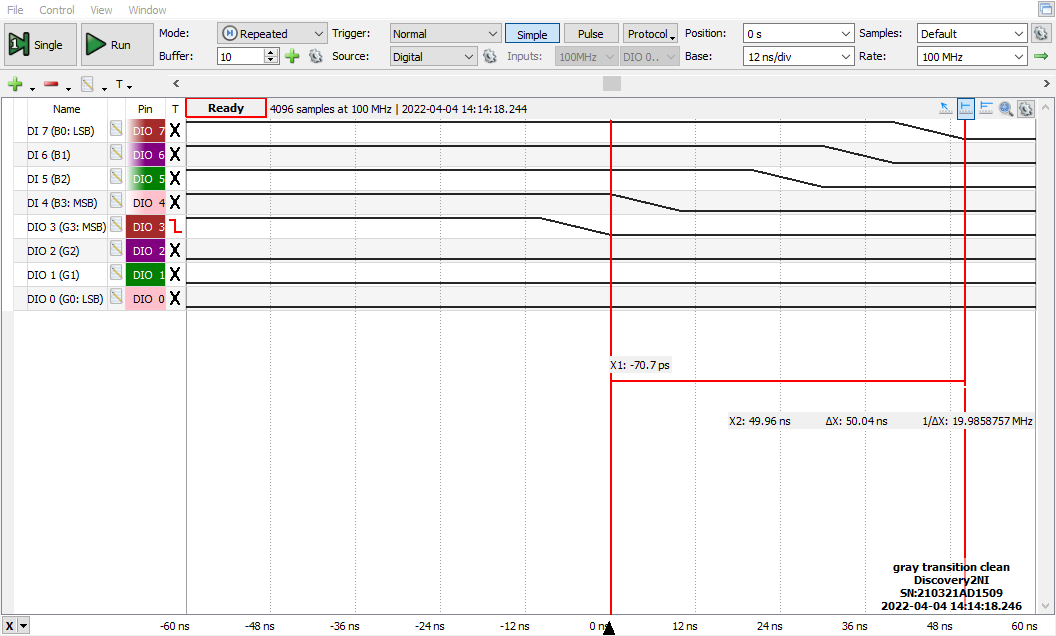 File Control View Window
Single Run Mode: Repeated Trigger: Normal Simple Pulse Protocol Position: 0 s Samples: Default
Buffer: 10 Source: Digital Inputs: 100MHz DIO 0.. Base: 12 ns/div Rate: 100 MHz
T
Name Pin T Ready 4096 samples at 100 MHz | 2022-04-04 14:14:18.244
DI 7 (B0: LSB) DIO 7 X
DI 6 (B1) DIO 6 X
DI 5 (B2) DIO 5 X
DI 4 (B3: MSB) DIO 4 X
DIO 3 (G3: MSB) DIO 3
DIO 2 (G2) DIO 2 X
DIO 1 (G1) DIO 1 X
DIO 0 (G0: LSB) DIO 0 X
X1: -70.7 ps
X2: 49.96 ns ΔX: 50.04 ns 1/ΔX: 19.9858757 MHz
gray transition clean
Discovery2NI
SN:210321AD1509
2022-04-04 14:14:18.246
X -60 ns -48 ns -36 ns -24 ns -12 ns 0 ns 12 ns 24 ns 36 ns 48 ns 60 ns